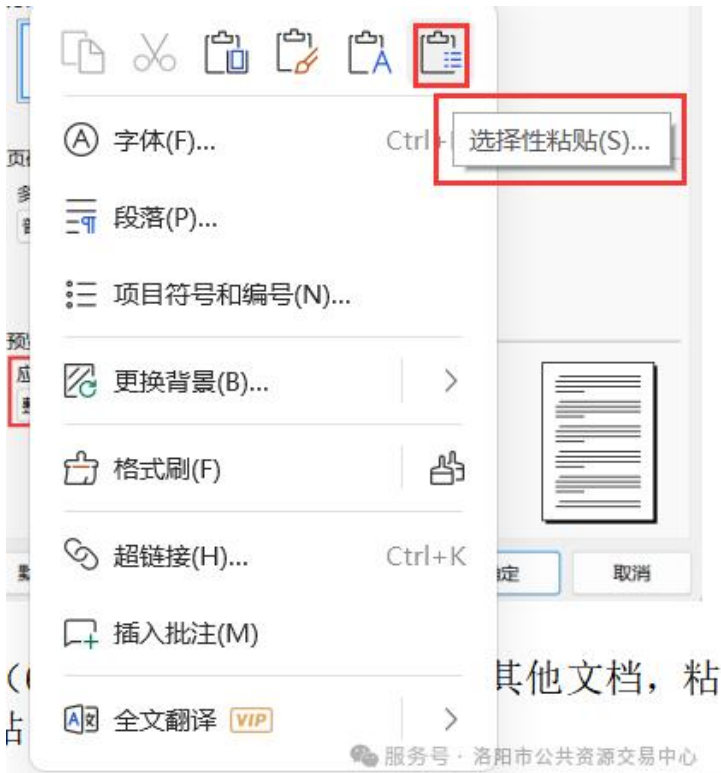 选择性粘贴(S)...
字体(F)...
段落(P)...
项目符号和编号(N)...
更换背景(B)...
格式刷(F)
超链接(H)... Ctrl+K
取消
插入批注(M)
其他文档，粘
全文翻译 VIP
服务号 · 洛阳市公共资源交易中心